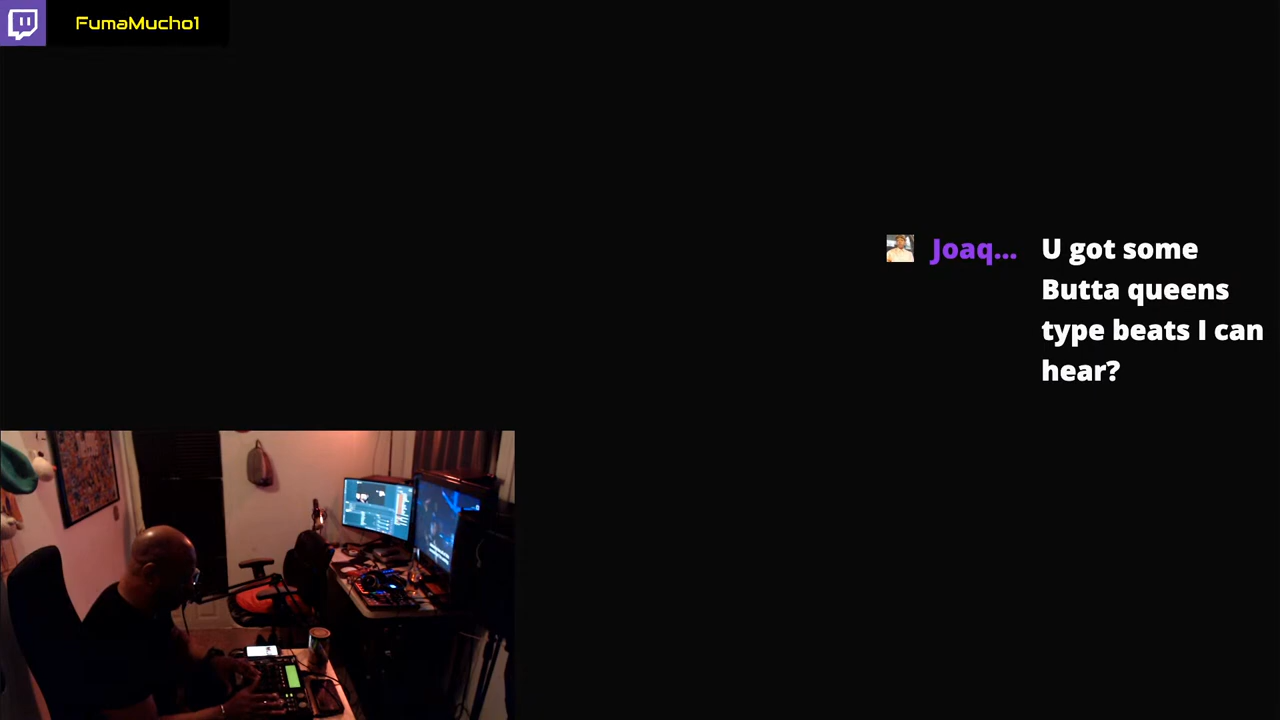 FumaMucho1
Joaq... U got some
Butta queens
type beats I can
hear?